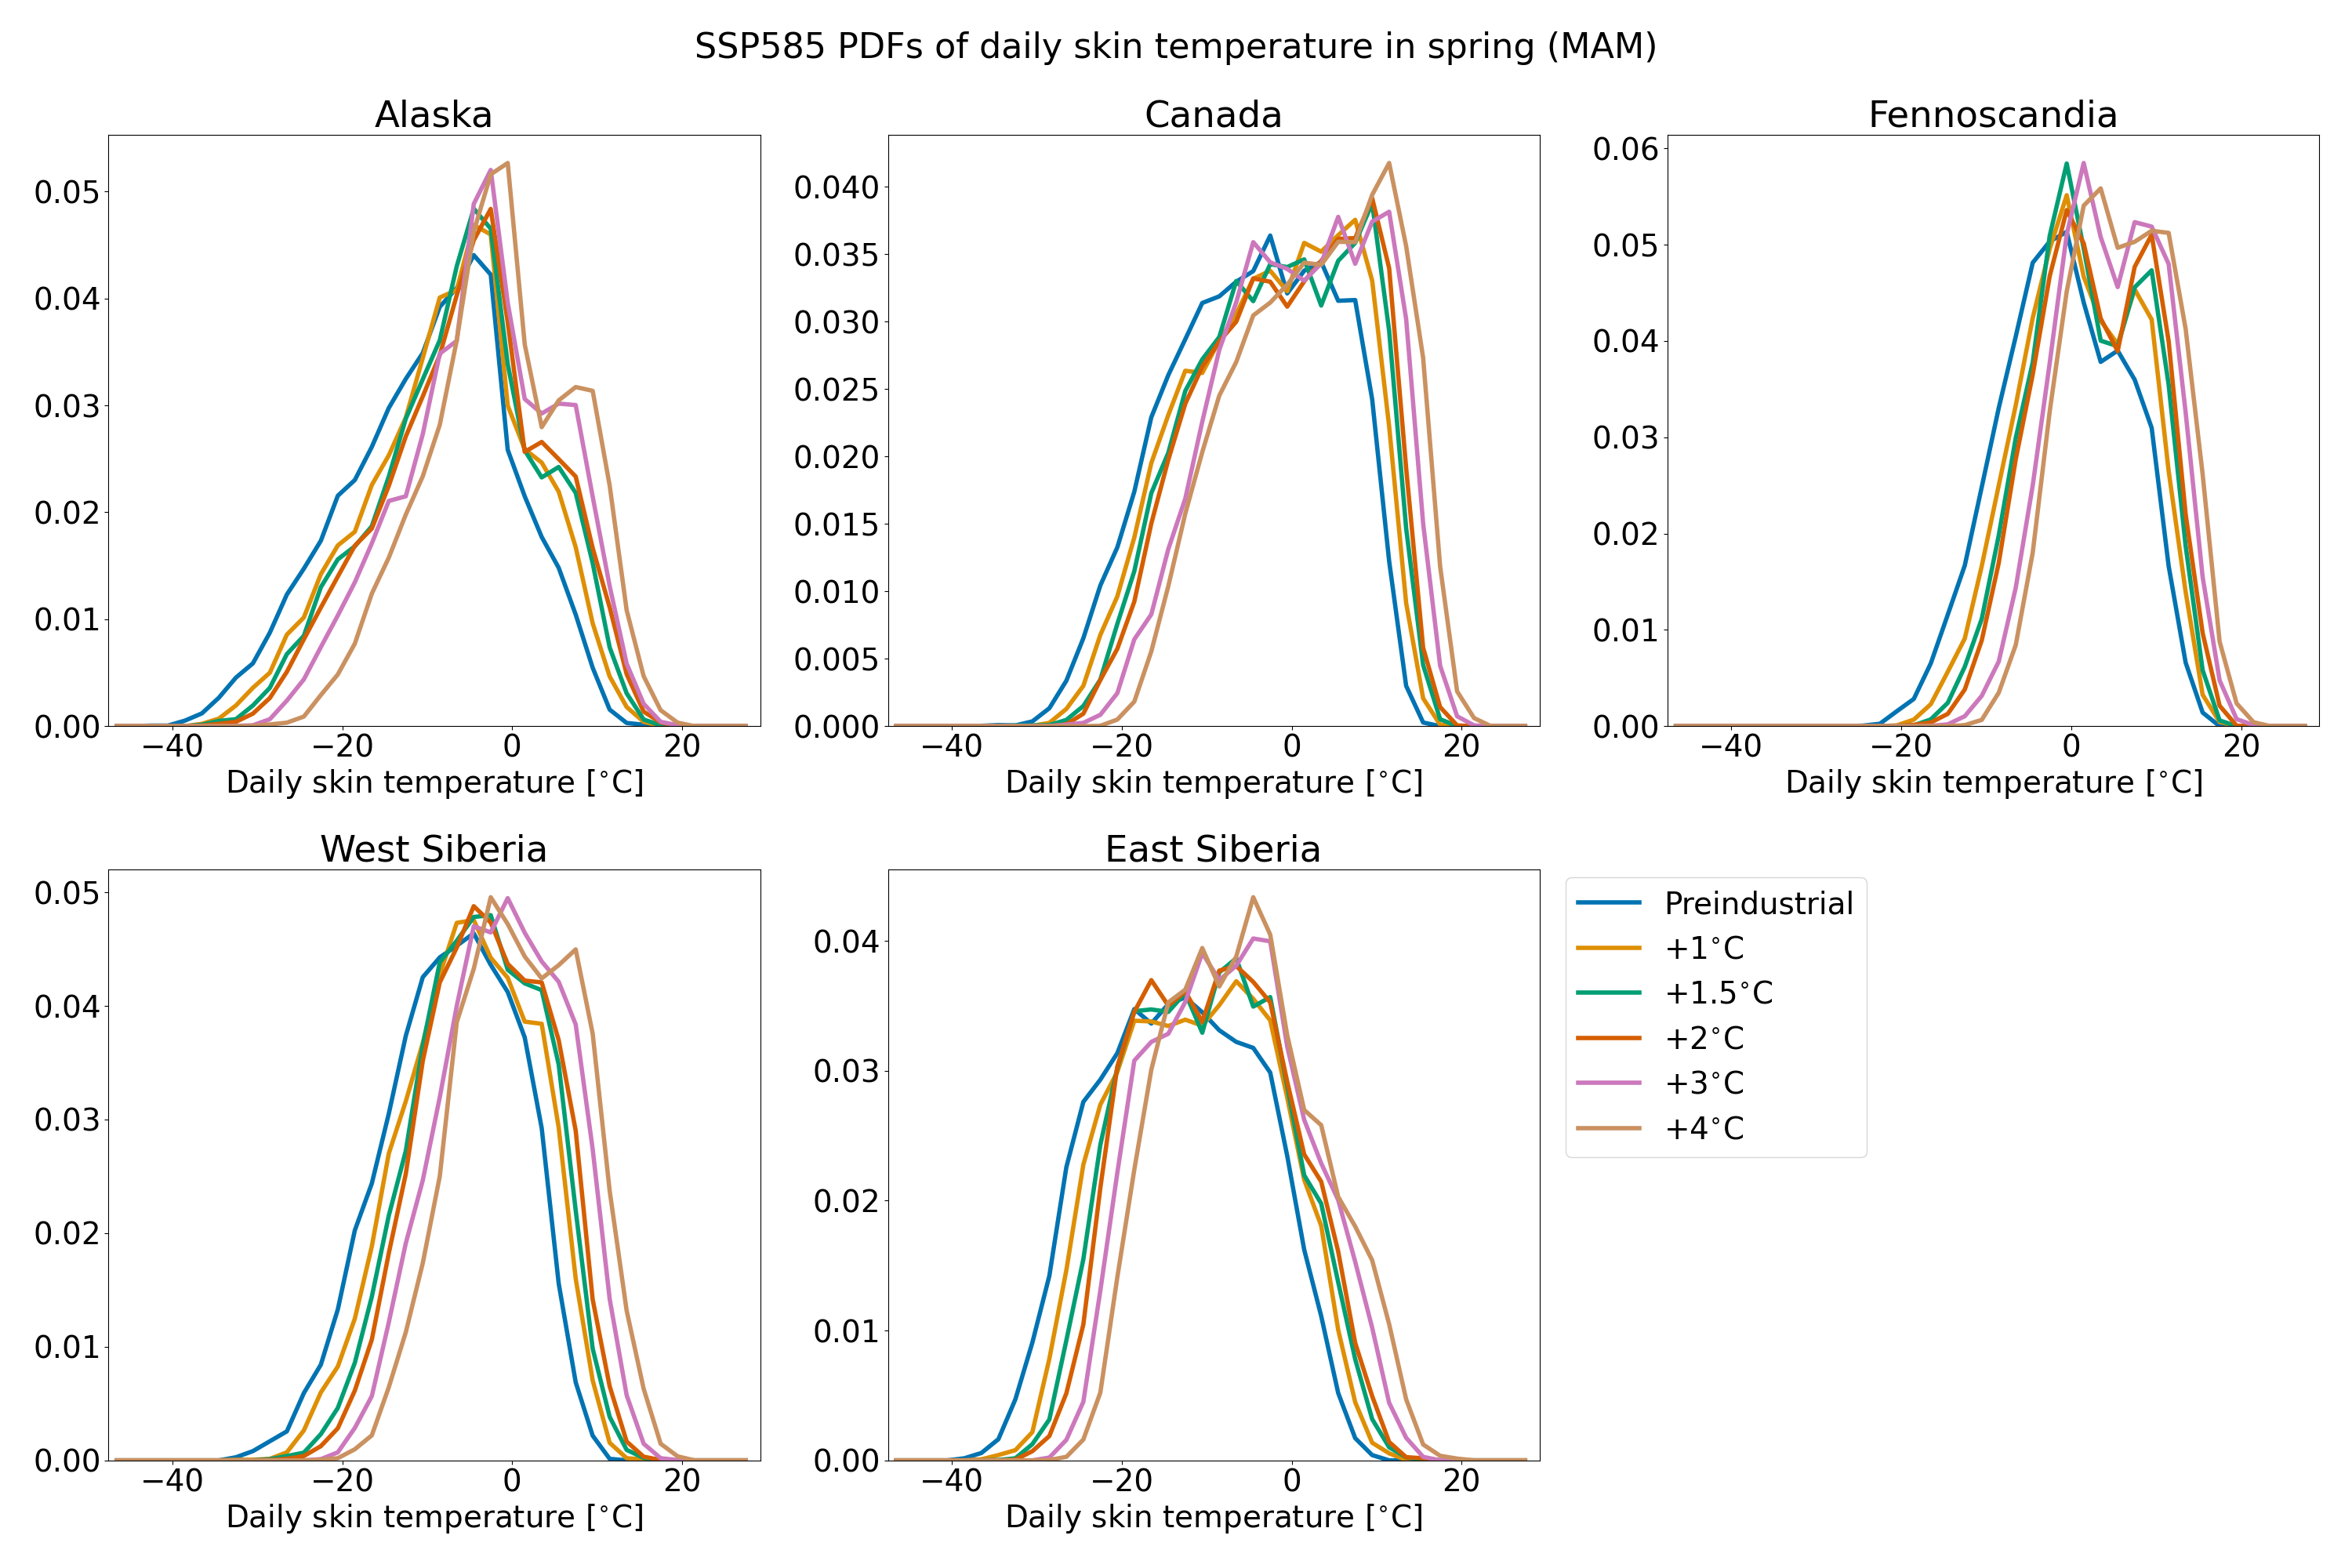 SSP585 PDFs of daily skin temperature in spring (MAM)
Alaska
0.05
0.04
0.03
0.02
0.01
0.00
−40 −20 0 20
Daily skin temperature [°C]
Canada
0.040
0.035
0.030
0.025
0.020
0.015
0.010
0.005
0.000
−40 −20 0 20
Daily skin temperature [°C]
Fennoscandia
0.06
0.05
0.04
0.03
0.02
0.01
0.00
−40 −20 0 20
Daily skin temperature [°C]
West Siberia
0.05
0.04
0.03
0.02
0.01
0.00
−40 −20 0 20
Daily skin temperature [°C]
East Siberia
0.04
0.03
0.02
0.01
0.00
−40 −20 0 20
Daily skin temperature [°C]
Preindustrial
+1°C
+1.5°C
+2°C
+3°C
+4°C